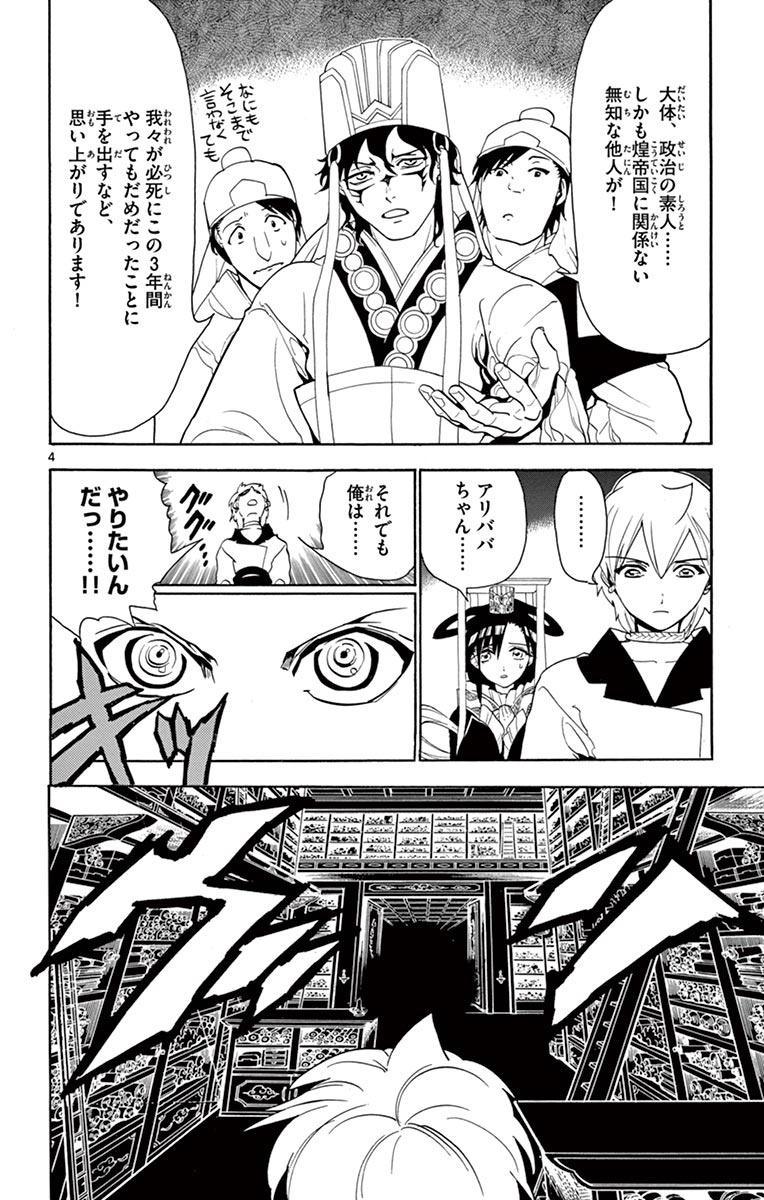 大体、政治の素人……
しかも煌帝国に関係ない
無知な他人が!
なにもそこまで
言わなくても
我々が必死にこの3年間
やってもだめだったことに
手を出すなど、
思い上がりであります!
4
………
アリババ
ちゃん……
それでも
俺は……
グググ…
やりたいん
だっ……!!
キッ